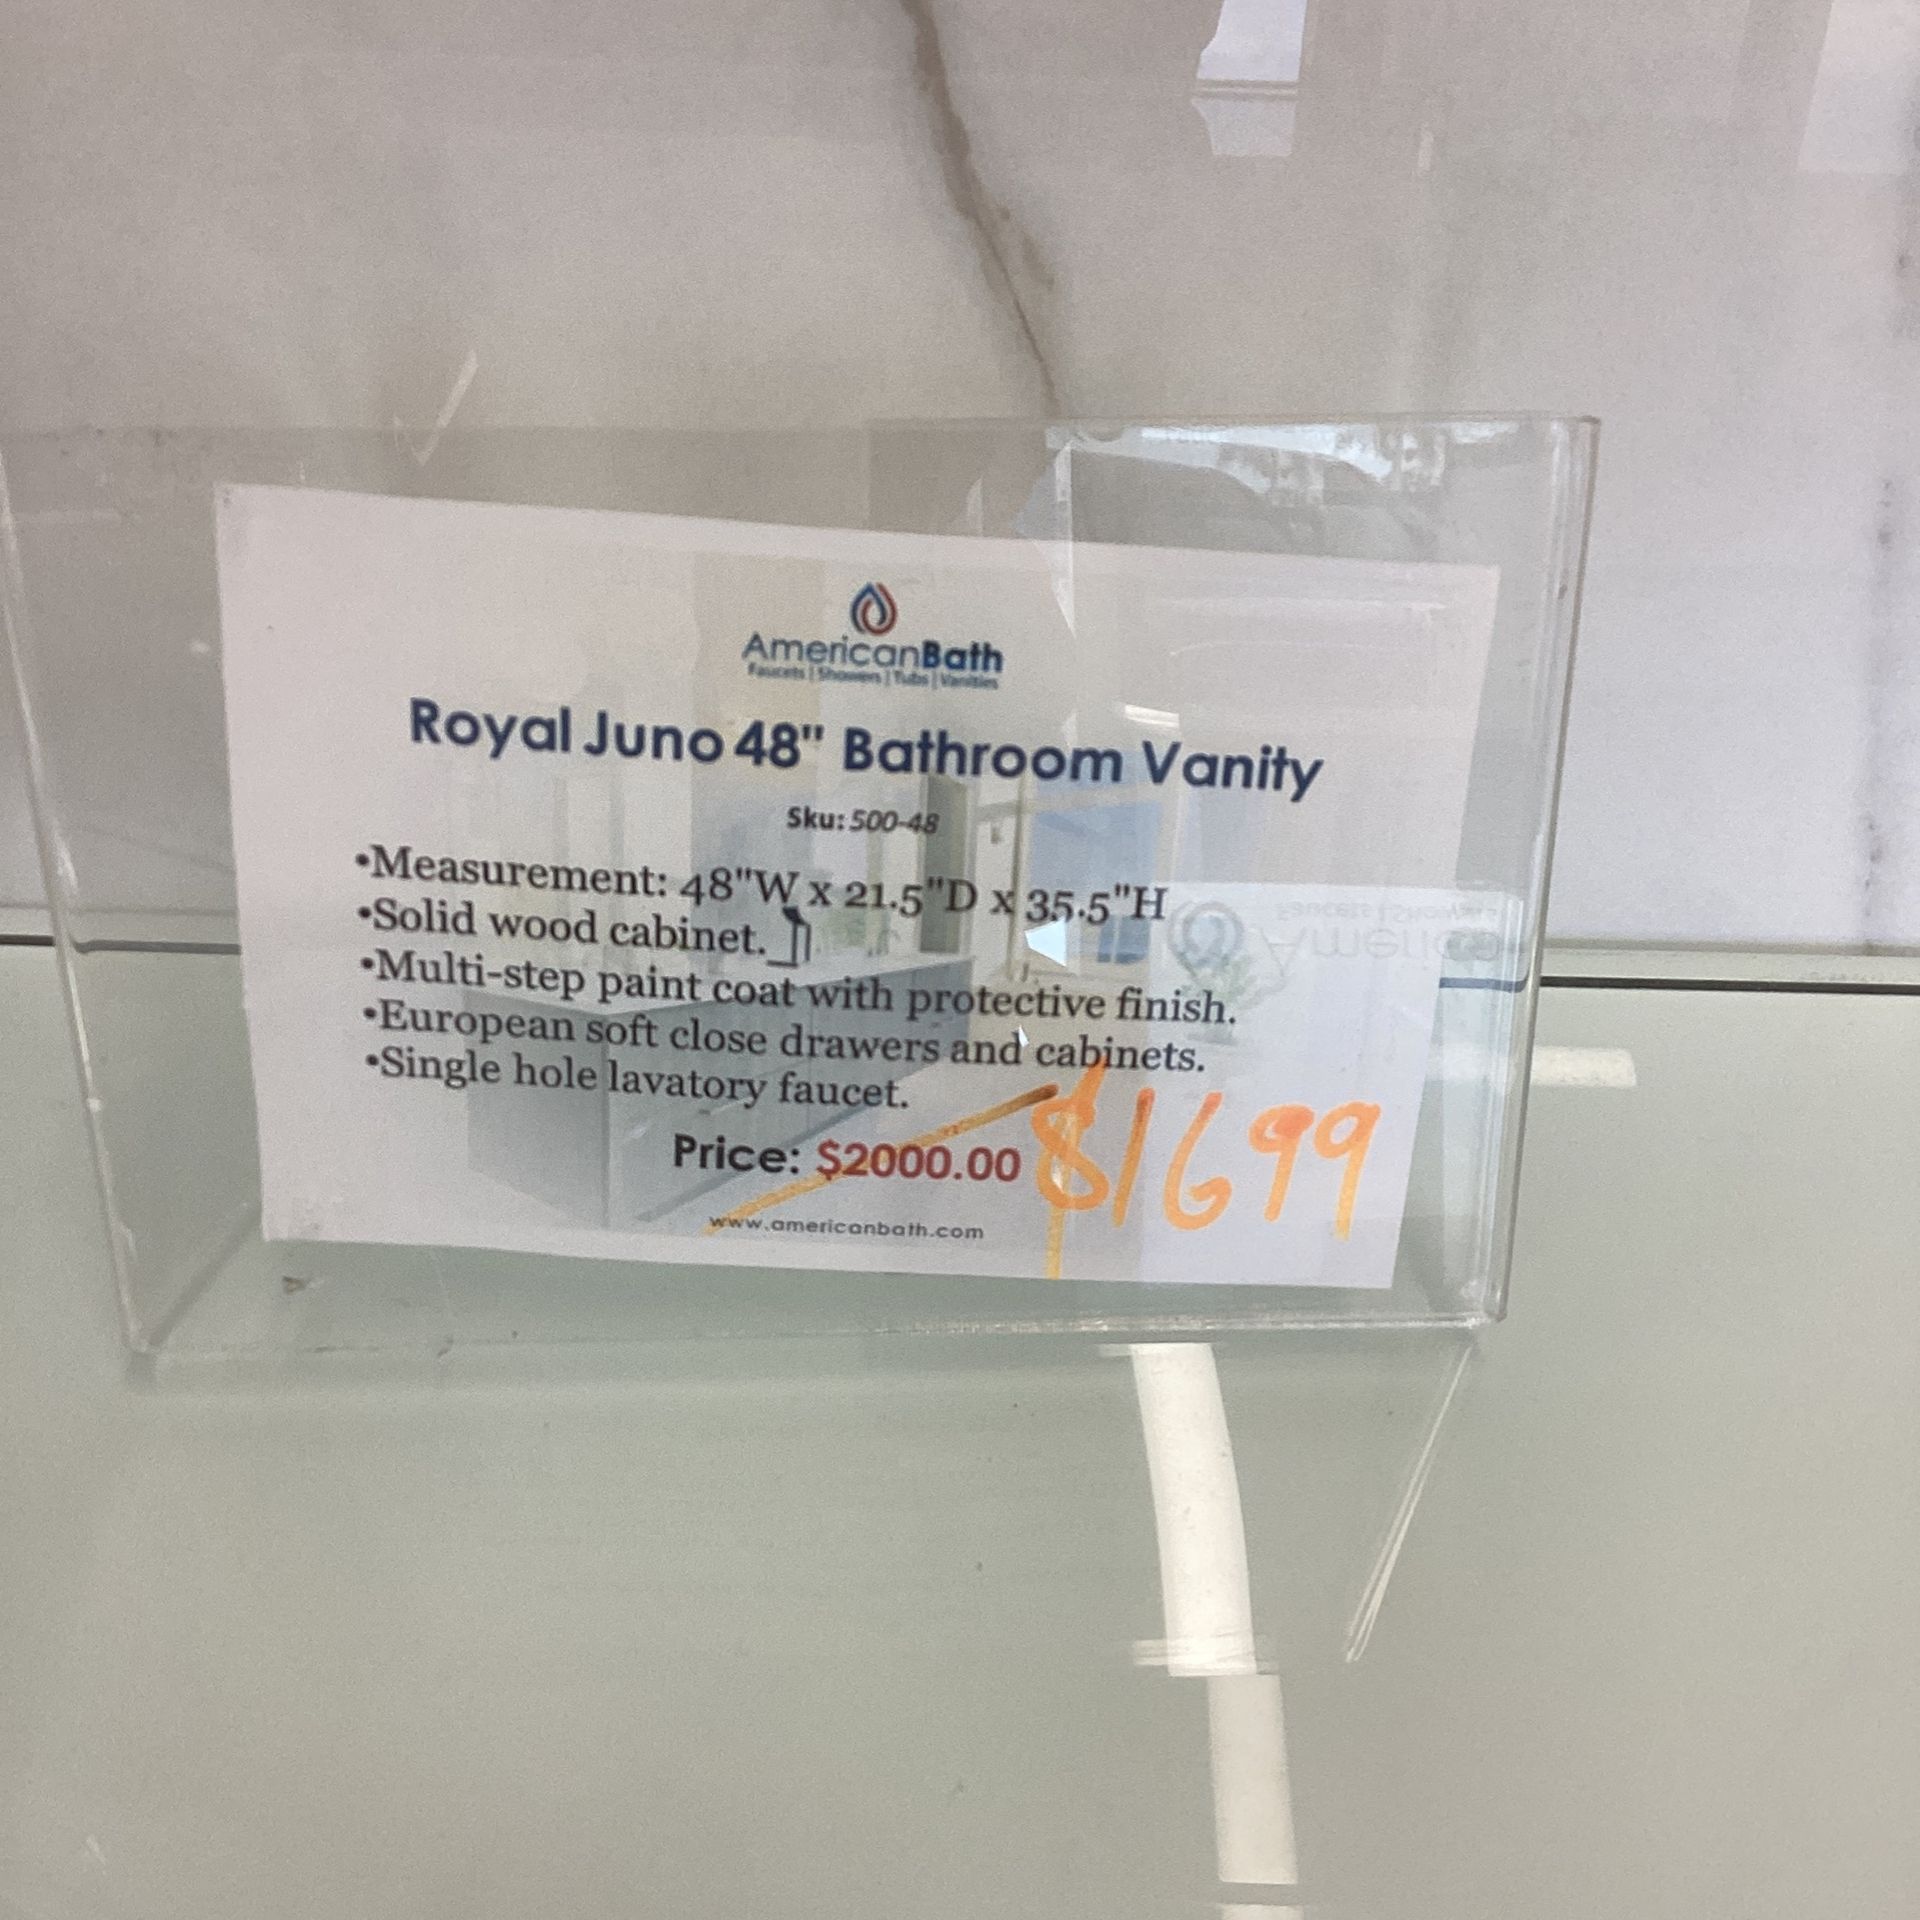 AmericanBath
Faucets | Showers | Tubs | Vanities
Royal Juno 48" Bathroom Vanity
Sku: 500-48
•Measurement: 48"W x 21.5"D x 35.5"H
•Solid wood cabinet.
•Multi-step paint coat with protective finish.
•European soft close drawers and cabinets.
•Single hole lavatory faucet.
Price: $2000.00 $1699
www.americanbath.com